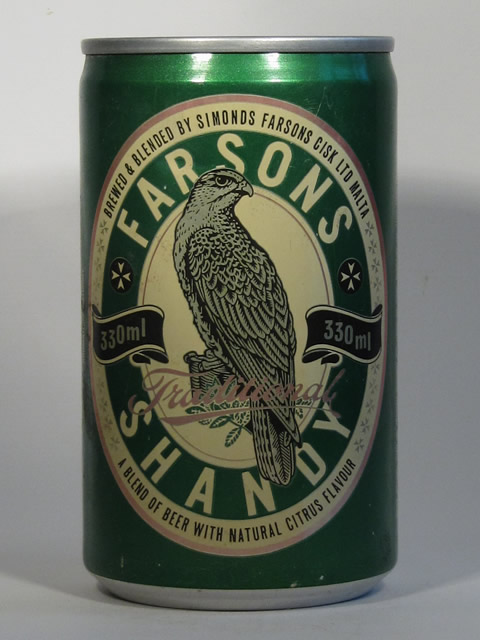 BREWED & BLENDED BY SIMONDS FARSONS CISK LTD MALTA
FARSONS
330ml
330ml
Traditional
SHANDY
A BLEND OF BEER WITH NATURAL CITRUS FLAVOUR